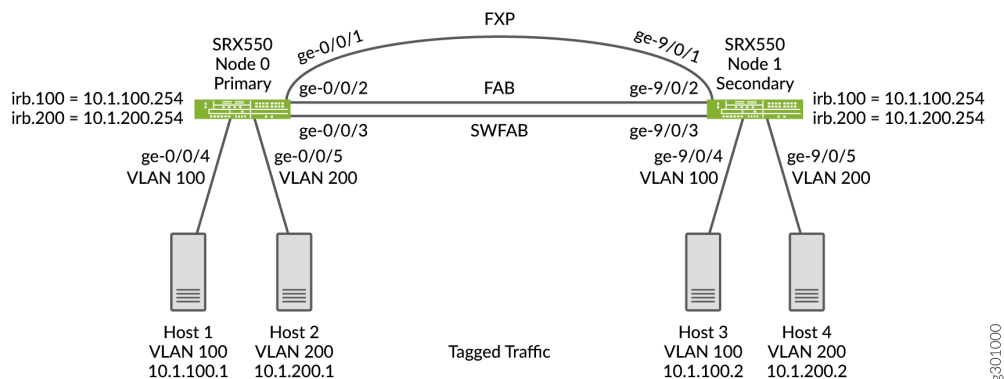 FXP
SRX550
Node 0
Primary
ge-0/0/1
ge-9/0/1
SRX550
Node 1
Secondary
ge-0/0/2
FAB
ge-9/0/2
irb.100 = 10.1.100.254
irb.200 = 10.1.200.254
irb.100 = 10.1.100.254
irb.200 = 10.1.200.254
ge-0/0/3
SWFAB
ge-9/0/3
ge-0/0/4
VLAN 100
ge-0/0/5
VLAN 200
ge-9/0/4
VLAN 100
ge-9/0/5
VLAN 200
Host 1
VLAN 100
10.1.100.1
Host 2
VLAN 200
10.1.200.1
Tagged Traffic
Host 3
VLAN 100
10.1.100.2
Host 4
VLAN 200
10.1.200.2
g301000